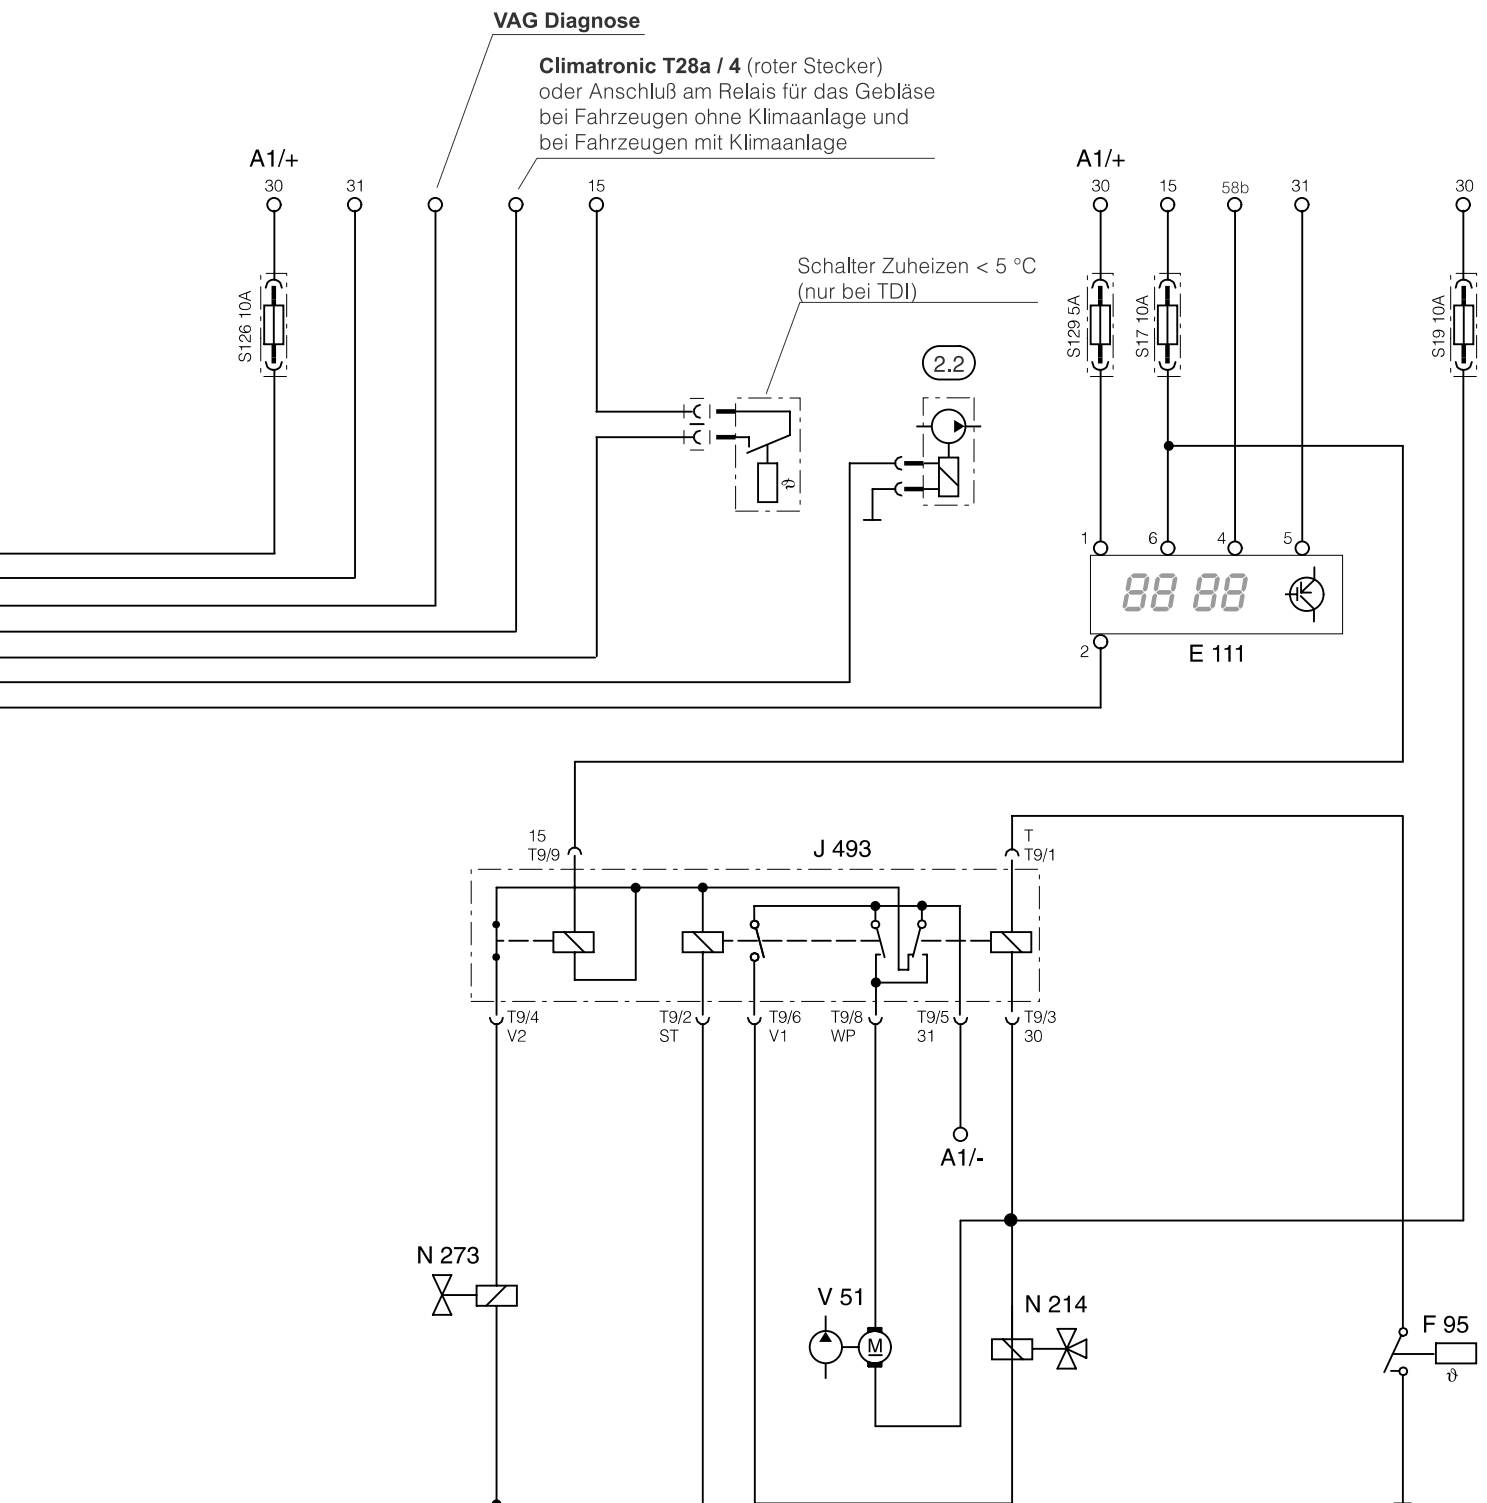 VAG Diagnose
Climatronic T28a / 4 (roter Stecker)
oder Anschluß am Relais für das Gebläse
bei Fahrzeugen ohne Klimaanlage und
bei Fahrzeugen mit Klimaanlage
A1/+
30
31
15
A1/+
30
15
58b
31
30
Schalter Zuheizen < 5 °C
(nur bei TDI)
S126 10A
S129 5A
S17 10A
S19 10A
2.2
ϑ
1
6
4
5
88 88
2
E 111
15
T9/9
J 493
T
T9/1
T9/4
V2
T9/2
ST
T9/6
V1
T9/8
WP
T9/5
31
T9/3
30
A1/-
N 273
V 51
M
N 214
F 95
ϑ